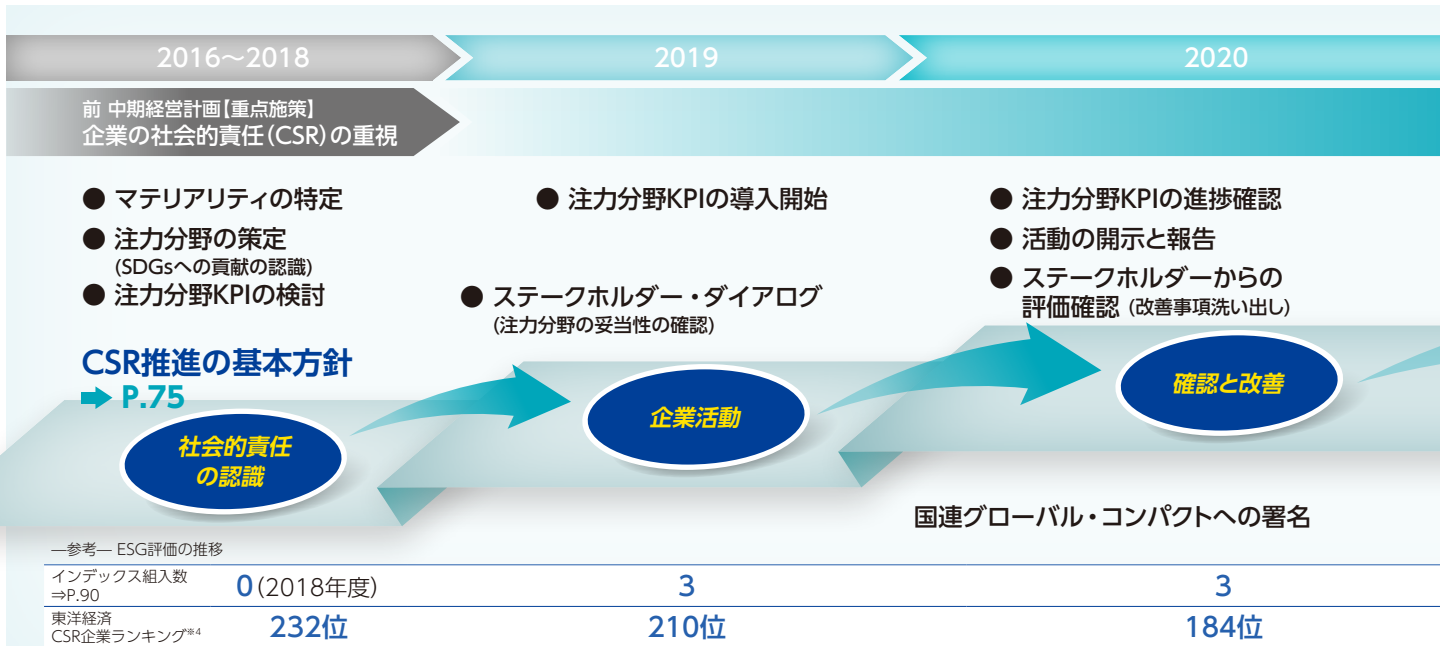 2016～2018
2019
2020
前 中期経営計画【重点施策】
企業の社会的責任（CSR）の重視
● マテリアリティの特定
● 注力分野の策定
(SDGsへの貢献の認識)
● 注力分野KPIの検討
● 注力分野KPIの導入開始
● ステークホルダー・ダイアログ
(注力分野の妥当性の確認)
● 注力分野KPIの進捗確認
● 活動の開示と報告
● ステークホルダーからの
評価確認 (改善事項洗い出し)
CSR推進の基本方針
➡ P.75
社会的責任
の認識
企業活動
確認と改善
国連グローバル・コンパクトへの署名
―参考― ESG評価の推移
インデックス組入数
⇒P.90
0(2018年度)
3
3
東洋経済
CSR企業ランキング※4
232位
210位
184位